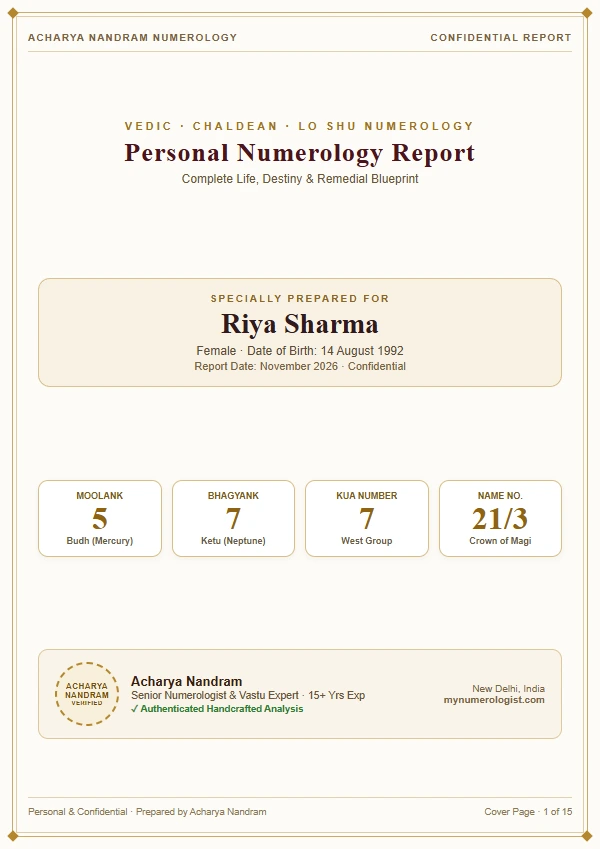 ACHARYA NANDRAM NUMEROLOGY
CONFIDENTIAL REPORT
VEDIC · CHALDEAN · LO SHU NUMEROLOGY
Personal Numerology Report
Complete Life, Destiny & Remedial Blueprint
SPECIALLY PREPARED FOR
Riya Sharma
Female · Date of Birth: 14 August 1992
Report Date: November 2026 · Confidential
MOOLANK
5
Budh (Mercury)
BHAGYANK
7
Ketu (Neptune)
KUA NUMBER
7
West Group
NAME NO.
21/3
Crown of Magi
ACHARYA
NANDRAM
VERIFIED
Acharya Nandram
Senior Numerologist & Vastu Expert · 15+ Yrs Exp
✓ Authenticated Handcrafted Analysis
New Delhi, India
mynumerologist.com
Personal & Confidential · Prepared by Acharya Nandram
Cover Page · 1 of 15